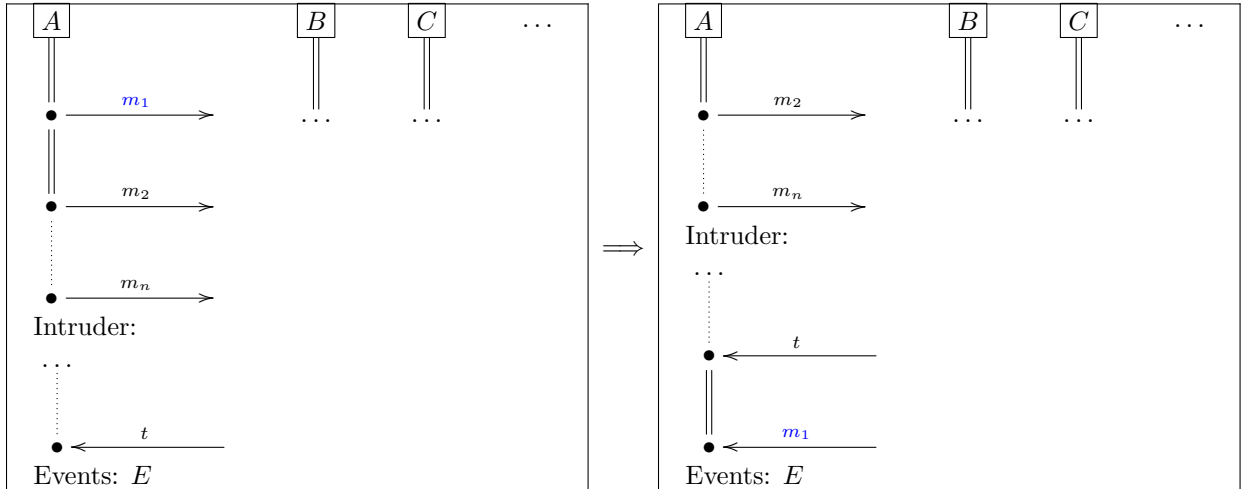 A B C ...
m1
... ...
m2
mn
Intruder:
...
t
Events: E
⟹
A B C ...
m2
... ...
mn
Intruder:
...
t
m1
Events: E